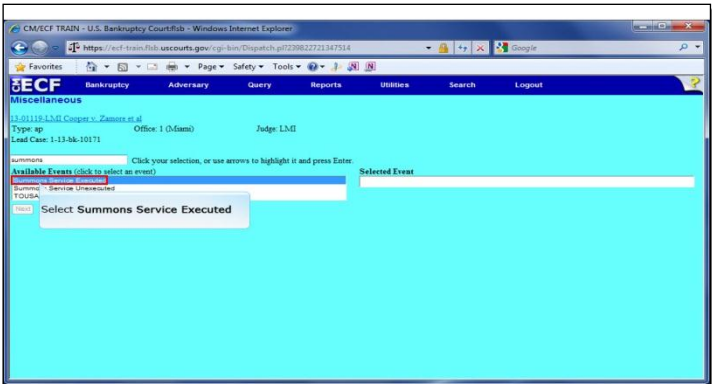 CM/ECF TRAIN - U.S. Bankruptcy Court:flsb - Windows Internet Explorer
https://ecf-train.flsb.uscourts.gov/cgi-bin/Dispatch.pl?239822721347514
Google
Favorites Page Safety Tools
ECF Bankruptcy Adversary Query Reports Utilities Search Logout ?
Miscellaneous
13-01119-LMI Cooper v. Zamora et al
Type: ap Office: 1 (Miami) Judge: LMI
Lead Case: 1-13-bk-10171
summons Click your selection, or use arrows to highlight it and press Enter.
Available Events (click to select an event) Selected Event
Summons Service Executed
Service Unexecuted
TOUSA
Next Select Summons Service Executed